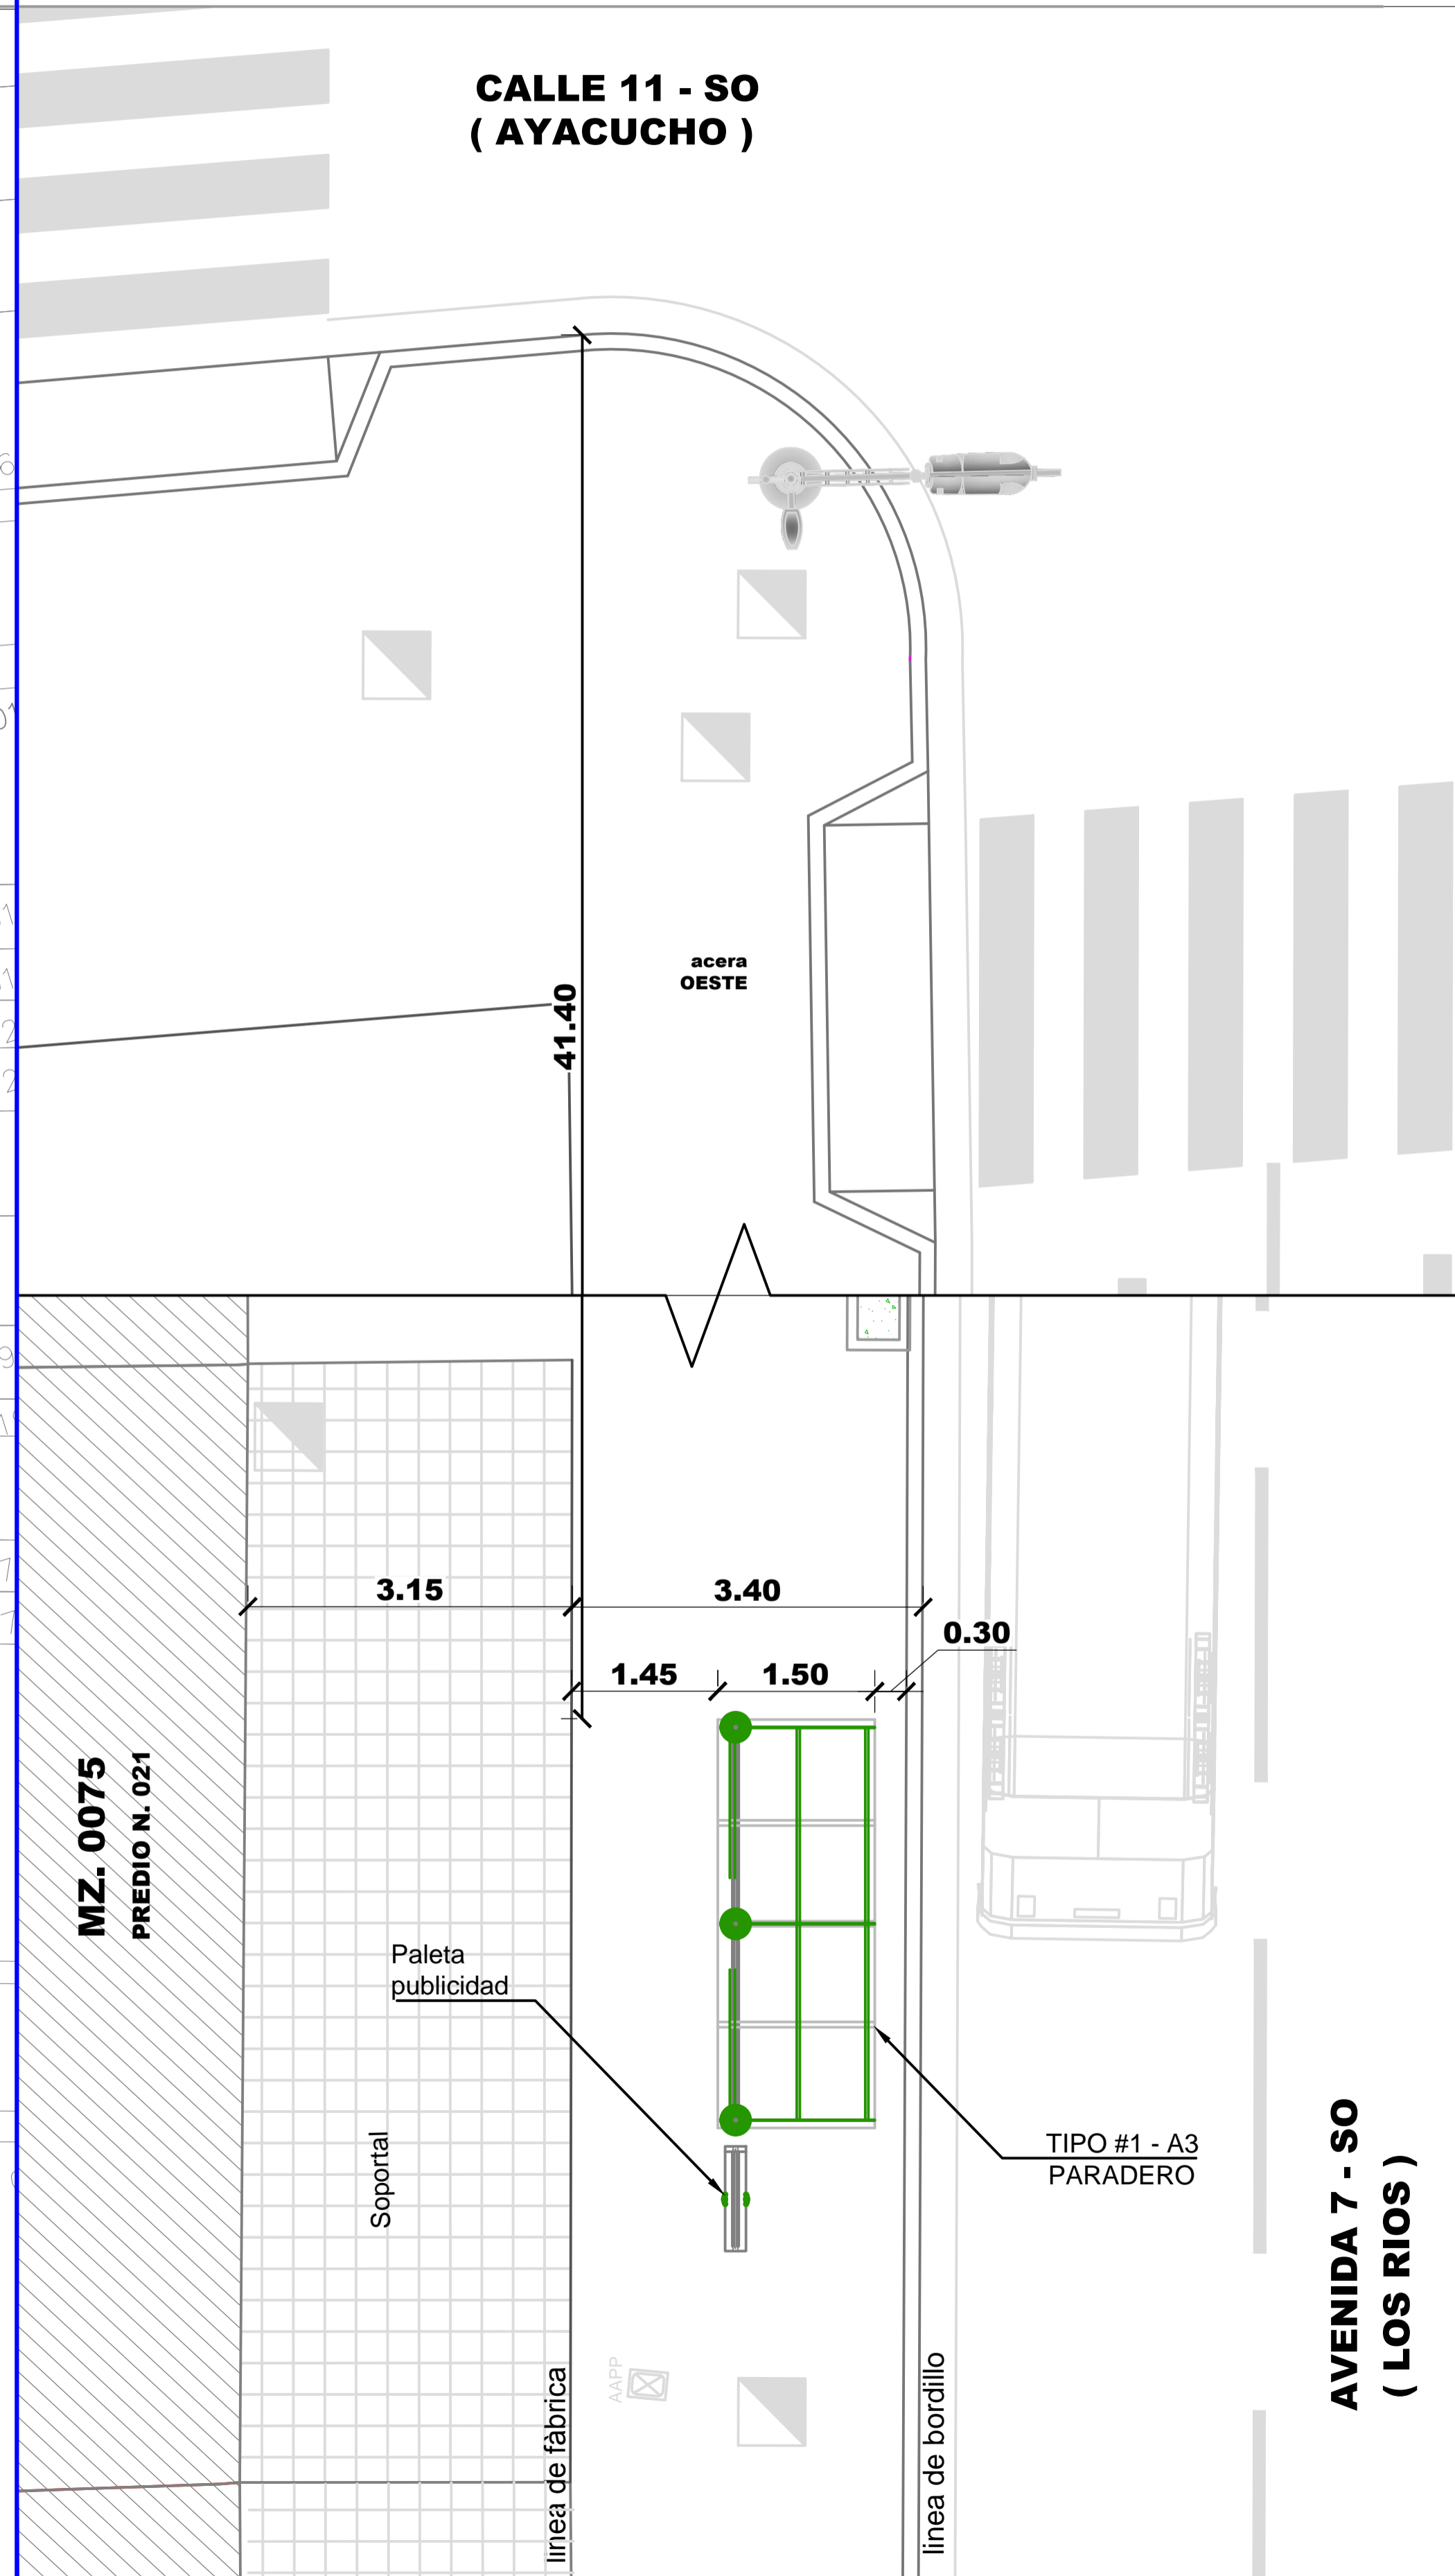 CALLE 11 - SO
( AYACUCHO )
acera
OESTE
41.40
3.15
3.40
0.30
1.45
1.50
MZ. 0075
PREDIO N. 021
Paleta
publicidad
TIPO #1 - A3
PARADERO
Soportal
AAPP
linea de fàbrica
linea de bordillo
AVENIDA 7 - SO
( LOS RIOS )